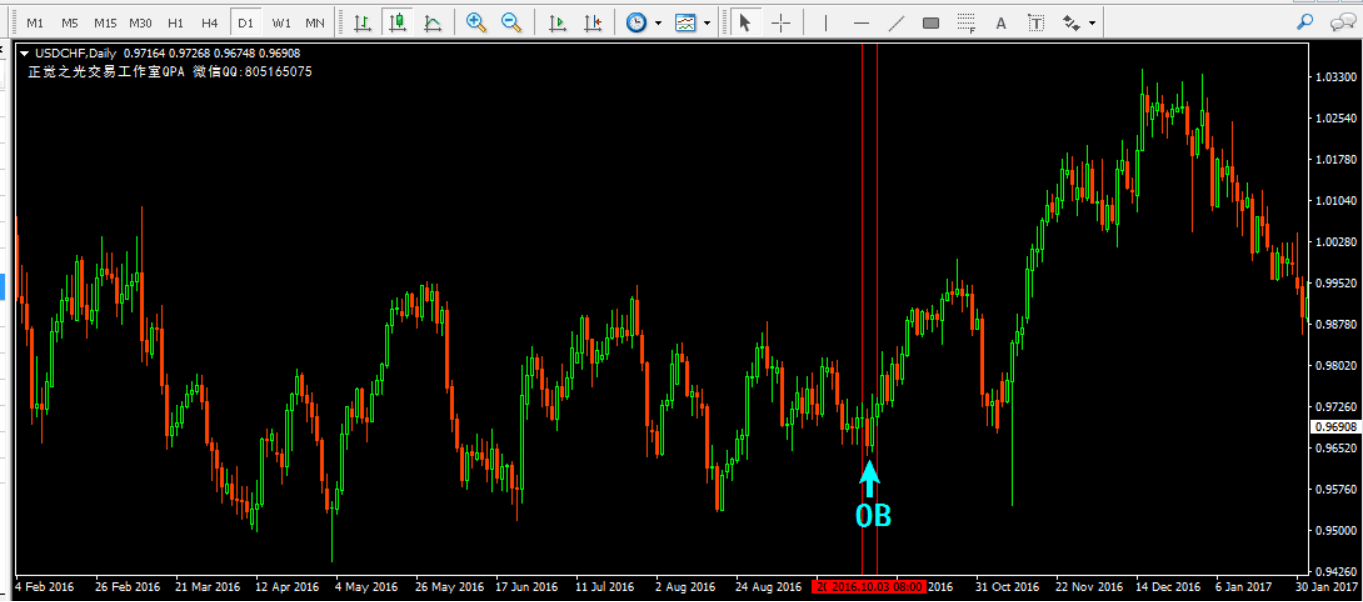 M1 M5 M15 M30 H1 H4 D1 W1 MN F A T
USDCHF,Daily 0.97164 0.97268 0.96748 0.96908
正觉之光交易工作室QPA 微信QQ:805165075
1.03300
1.02540
1.01780
1.01040
1.00280
0.99520
0.98780
0.98020
0.97260
0.96908
0.96520
0.95760
0.95000
0.94260
OB
4 Feb 2016 26 Feb 2016 21 Mar 2016 12 Apr 2016 4 May 2016 26 May 2016 17 Jun 2016 11 Jul 2016 2 Aug 2016 24 Aug 2016 2016.10.03 08:00 2016 31 Oct 2016 22 Nov 2016 14 Dec 2016 6 Jan 2017 30 Jan 2017